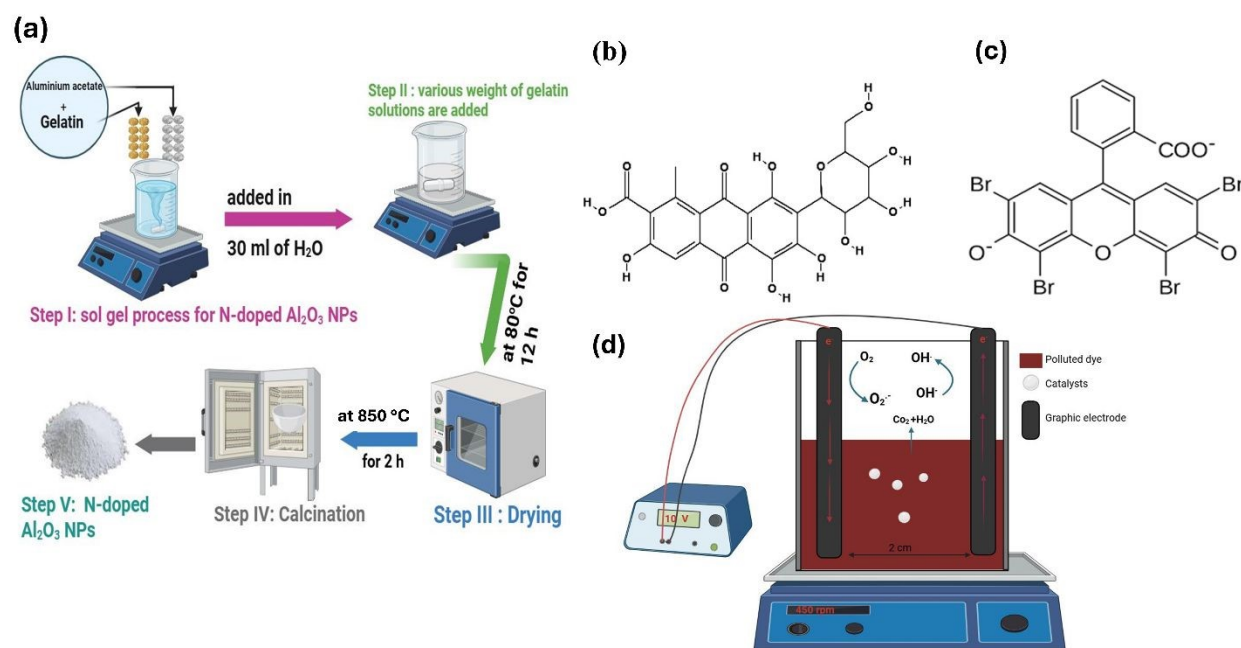 (a)
Aluminium acetate
+
Gelatin
added in
30 ml of H₂O
Step I: sol gel process for N-doped Al₂O₃ NPs
Step II : various weight of gelatin
solutions are added
at 80°C for
12 h
Step III : Drying
at 850 °C
for 2 h
Step IV: Calcination
Step V: N-doped
Al₂O₃ NPs
(b)
H
O
O
H
O
O
H
O
O
H
O
H
O
O
H
O
H
O
O
H
O
H
O
H
(c)
COO⁻
Br
Br
O⁻
O
O
Br
Br
(d)
e⁻
e⁻
O₂
O₂·⁻
OH·
OH⁻
Co₂+H₂O
2 cm
10 V
450 rpm
Polluted dye
Catalysts
Graphic electrode